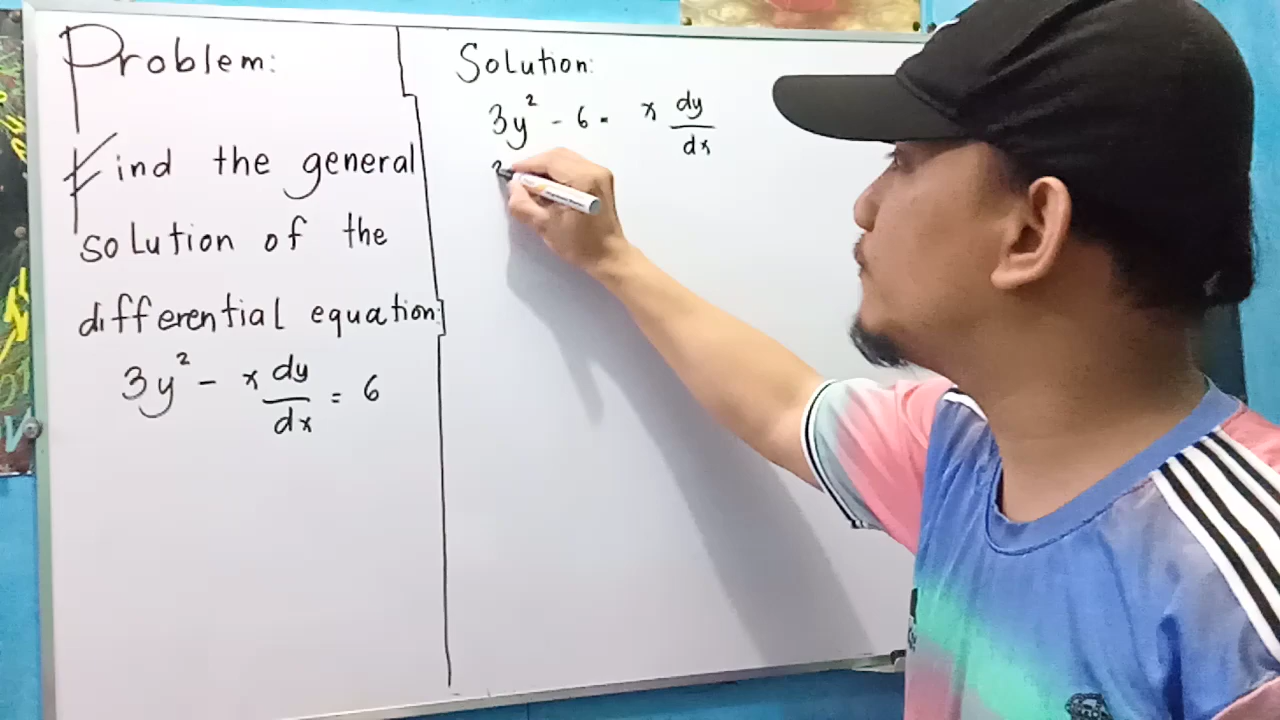 Problem:
Find the general
solution of the
differential equation:
3y² - x dy/dx = 6
Solution:
3y² - 6 = x dy/dx